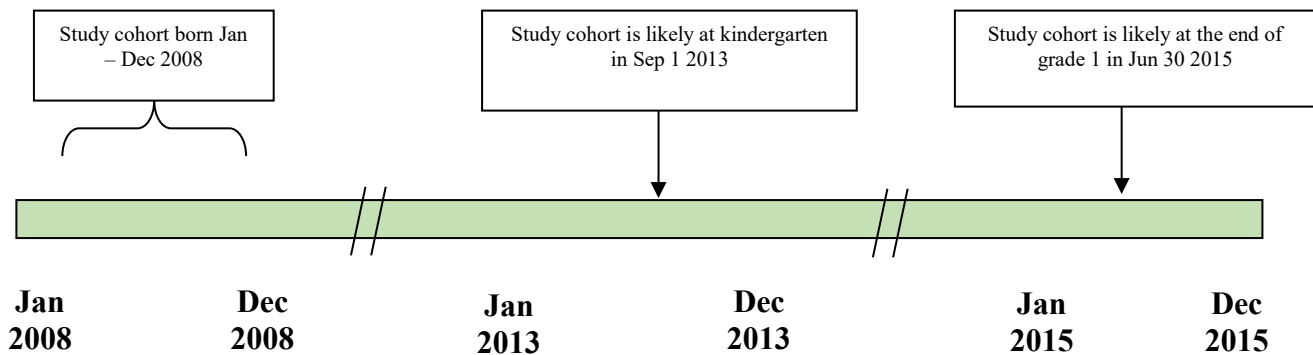 Study cohort born Jan
– Dec 2008
Study cohort is likely at kindergarten
in Sep 1 2013
Study cohort is likely at the end of
grade 1 in Jun 30 2015
Jan
2008
Dec
2008
Jan
2013
Dec
2013
Jan
2015
Dec
2015